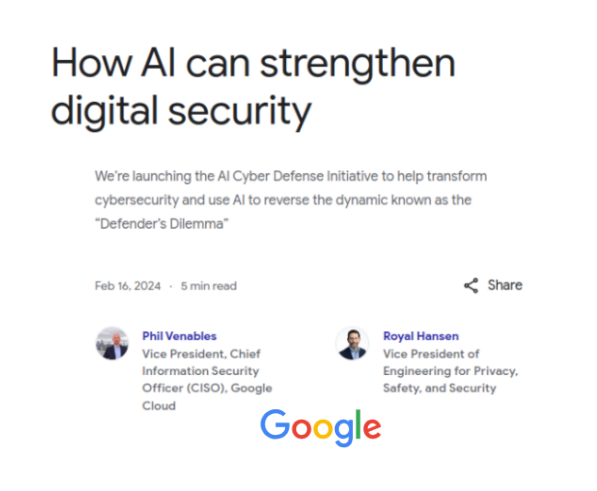 How AI can strengthen
digital security
We're launching the AI Cyber Defense Initiative to help transform
cybersecurity and use AI to reverse the dynamic known as the
"Defender's Dilemma"
Feb 16, 2024 · 5 min read
Share
Phil Venables
Vice President, Chief
Information Security
Officer (CISO), Google
Cloud
Royal Hansen
Vice President of
Engineering for Privacy,
Safety, and Security
Google